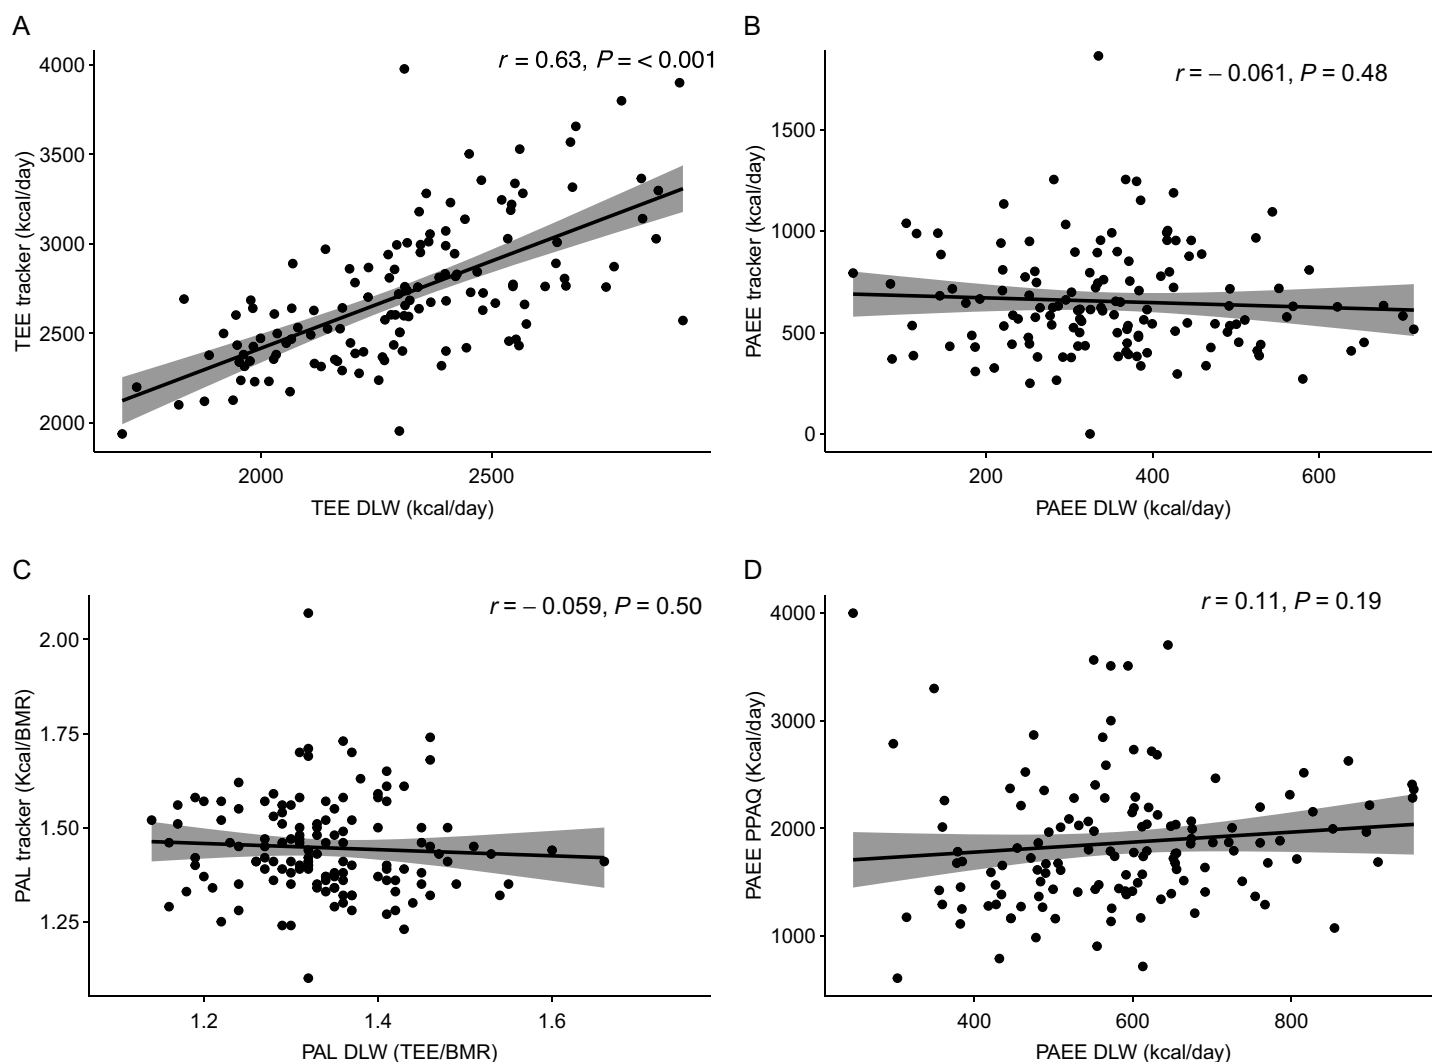 A
r = 0.63, P = < 0.001
TEE tracker (kcal/day)
4000
3500
3000
2500
2000
2000 2500
TEE DLW (kcal/day)
B
r = – 0.061, P = 0.48
PAEE tracker (kcal/day)
1500
1000
500
0
200 400 600
PAEE DLW (kcal/day)
C
r = – 0.059, P = 0.50
PAL tracker (Kcal/BMR)
2.00
1.75
1.50
1.25
1.2 1.4 1.6
PAL DLW (TEE/BMR)
D
r = 0.11, P = 0.19
PAEE PPAQ (Kcal/day)
4000
3000
2000
1000
400 600 800
PAEE DLW (kcal/day)